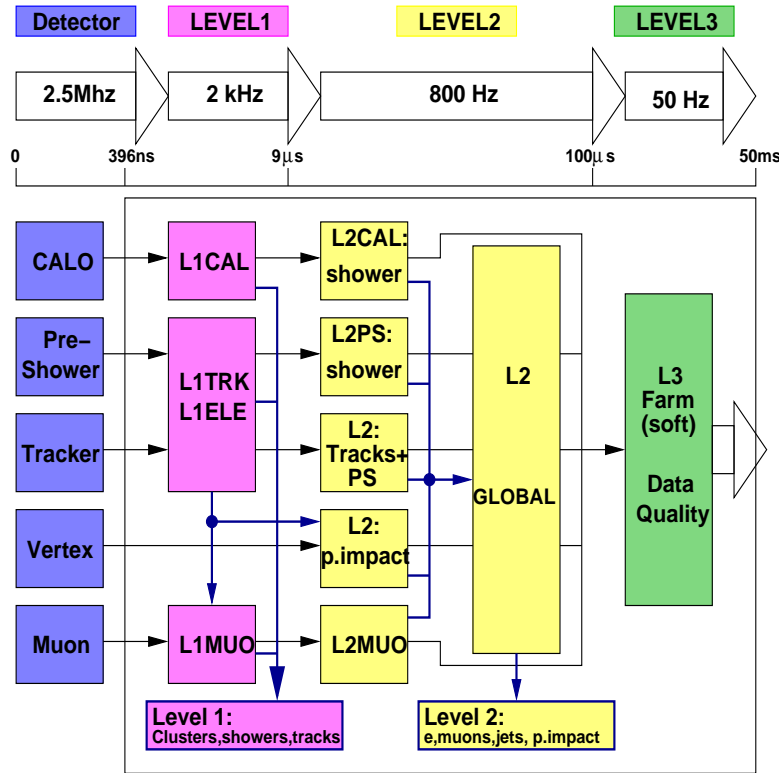 Detector
LEVEL1
LEVEL2
LEVEL3
2.5Mhz
2 kHz
800 Hz
50 Hz
0
396ns
9μs
100μs
50ms
CALO
L1CAL
L2CAL:
shower
Pre−
Shower
L1TRK
L1ELE
L2PS:
shower
Tracker
L2:
Tracks+
PS
Vertex
L2:
p.impact
Muon
L1MUO
L2MUO
L2
GLOBAL
L3
Farm
(soft)
Data
Quality
Level 1:
Clusters,showers,tracks
Level 2:
e,muons,jets, p.impact